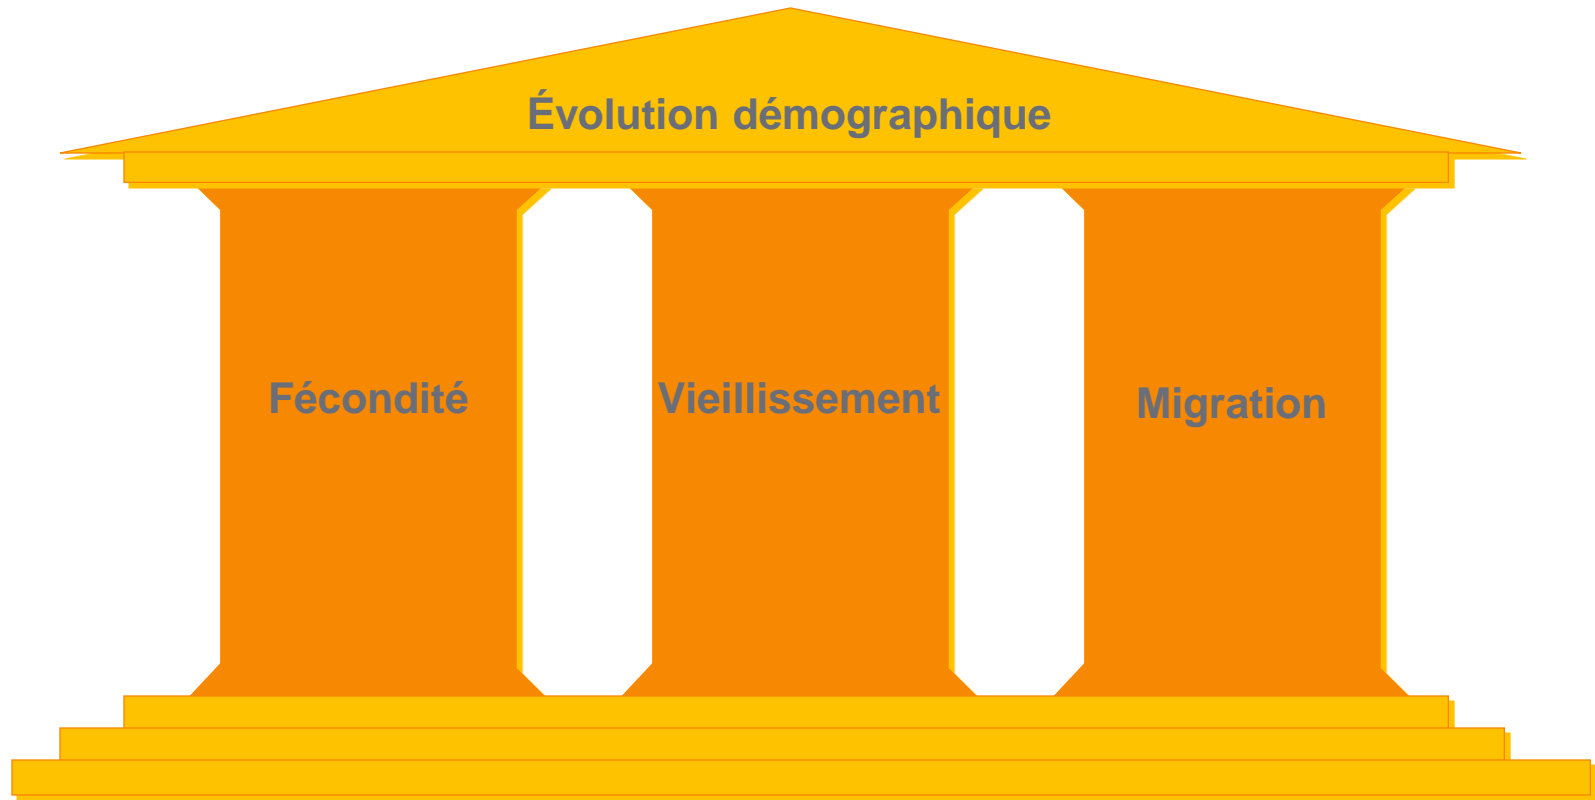 Évolution démographique
Fécondité
Vieillissement
Migration